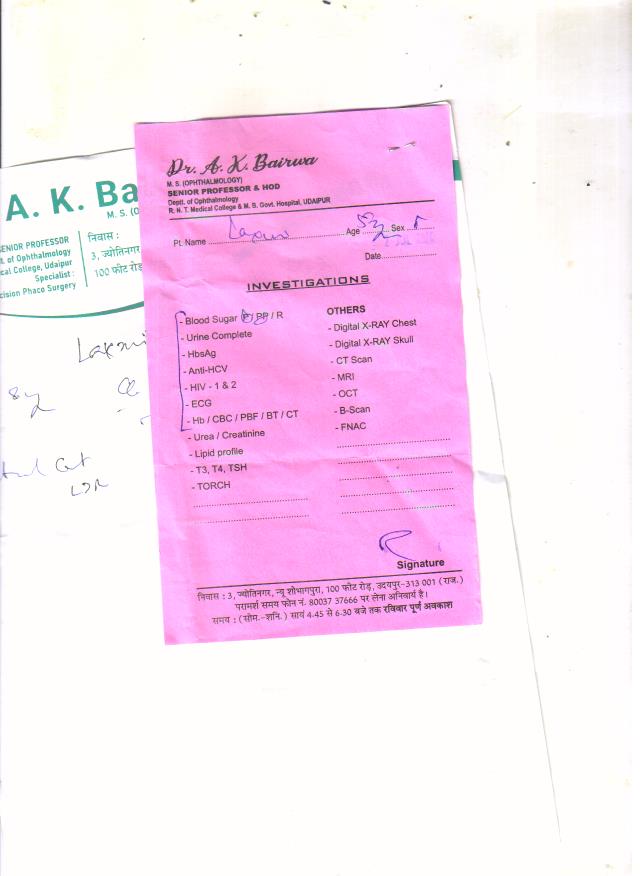 A. K. Ba
M. S. (O
SENIOR PROFESSOR
t. of Ophthalmology
cal College, Udaipur
Specialist :
cision Phaco Surgery
निवास :
3, ज्योतिनगर
100 फीट रोड़
Laxmi
Dr. A. K. Bairwa
M. S. (OPHTHALMOLOGY)
SENIOR PROFESSOR & HOD
Deptt. of Ophthalmology
R. N. T. Medical College & M. B. Govt. Hospital, UDAIPUR
Pt. Name Laxmi Age Sex
Date
INVESTIGATIONS
- Blood Sugar F / PP / R
- Urine Complete
- HbsAg
- Anti-HCV
- HIV - 1 & 2
- ECG
- Hb / CBC / PBF / BT / CT
- Urea / Creatinine
- Lipid profile
- T3, T4, TSH
- TORCH
OTHERS
- Digital X-RAY Chest
- Digital X-RAY Skull
- CT Scan
- MRI
- OCT
- B-Scan
- FNAC
Signature
निवास : 3, ज्योतिनगर, न्यू शोभागपुरा, 100 फीट रोड़, उदयपुर-313 001 (राज.)
परामर्श समय फोन नं. 80037 37666 पर लेना अनिवार्य है।
समय : (सोम.-शनि.) सायं 4-45 से 6-30 बजे तक रविवार पूर्ण अवकाश